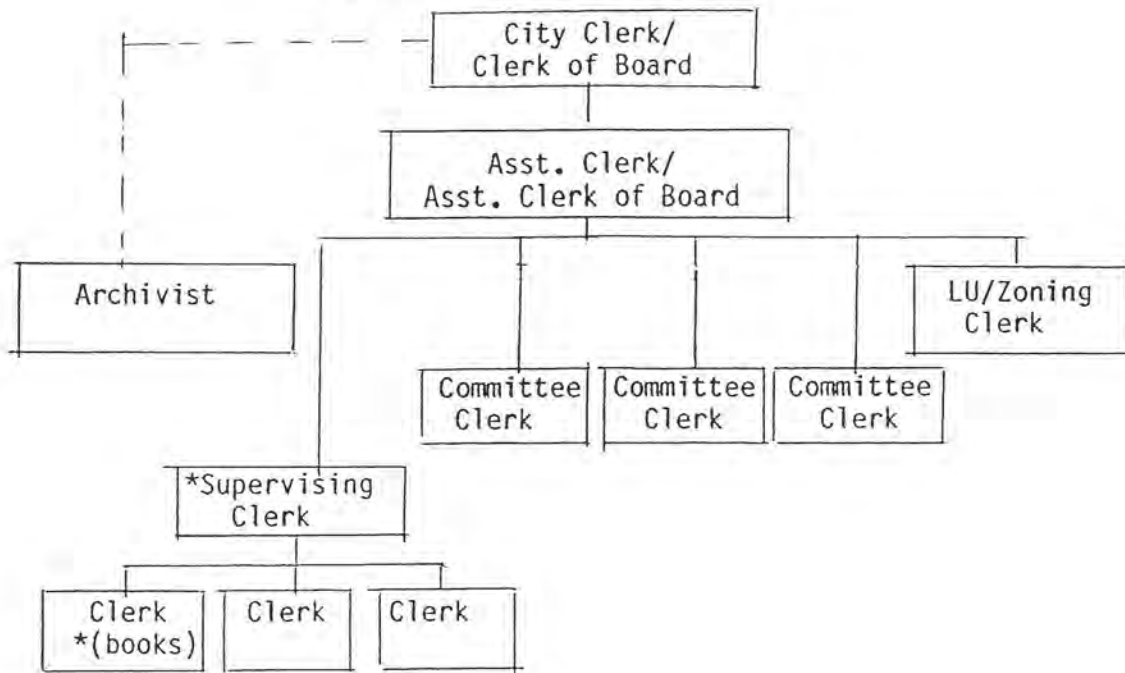 City Clerk/
Clerk of Board
Asst. Clerk/
Asst. Clerk of Board
Archivist
LU/Zoning
Clerk
Committee
Clerk
Committee
Clerk
Committee
Clerk
*Supervising
Clerk
Clerk
*(books)
Clerk
Clerk